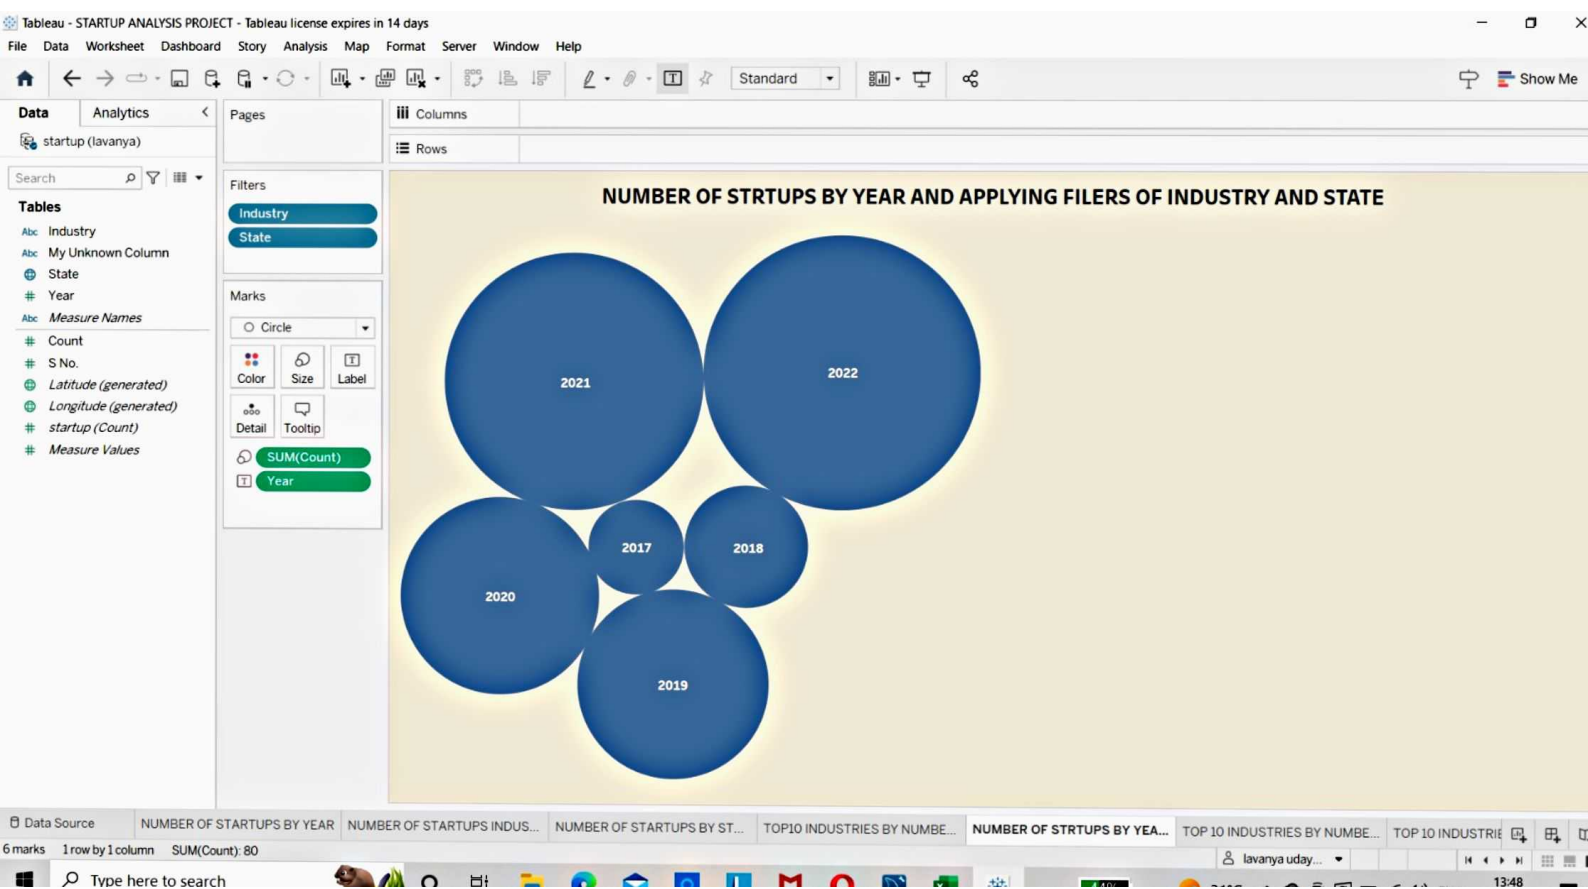 Tableau - STARTUP ANALYSIS PROJECT - Tableau license expires in 14 days
File Data Worksheet Dashboard Story Analysis Map Format Server Window Help
Standard Show Me
Data Analytics Pages Columns
startup (lavanya) Rows
Search Filters
NUMBER OF STRTUPS BY YEAR AND APPLYING FILERS OF INDUSTRY AND STATE
Tables Industry
Abc Industry State
Abc My Unknown Column
State
# Year Marks
Abc Measure Names Circle
# Count
# S No. Color Size Label
Latitude (generated)
Longitude (generated)
# startup (Count) Detail Tooltip
# Measure Values SUM(Count)
Year
2021
2022
2017
2018
2020
2019
Data Source NUMBER OF STARTUPS BY YEAR NUMBER OF STARTUPS INDUS... NUMBER OF STARTUPS BY ST... TOP10 INDUSTRIES BY NUMBE... NUMBER OF STRTUPS BY YEA... TOP 10 INDUSTRIES BY NUMBE... TOP 10 INDUSTRIE
6 marks 1 row by 1 column SUM(Count): 80 lavanya uday...
Type here to search 13:48